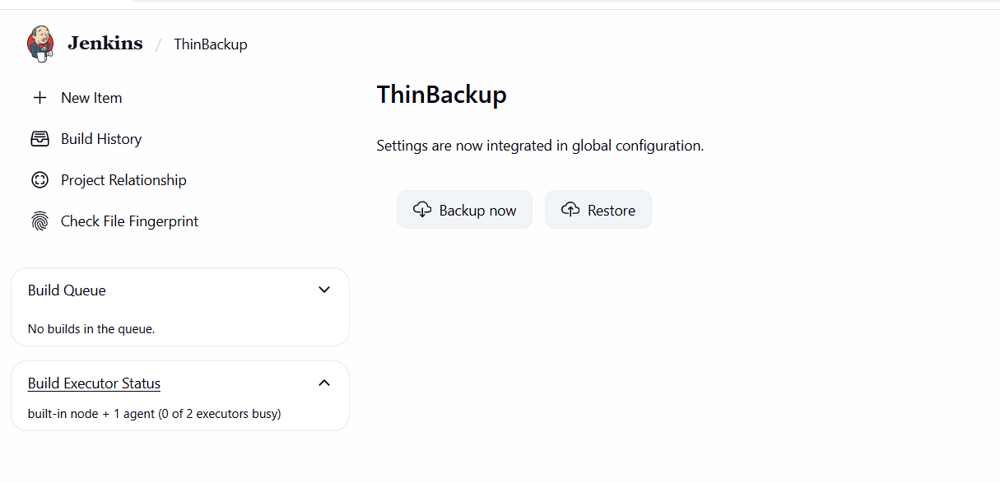 Jenkins / ThinBackup
New Item
Build History
Project Relationship
Check File Fingerprint
Build Queue
No builds in the queue.
Build Executor Status
built-in node + 1 agent (0 of 2 executors busy)
ThinBackup
Settings are now integrated in global configuration.
Backup now
Restore